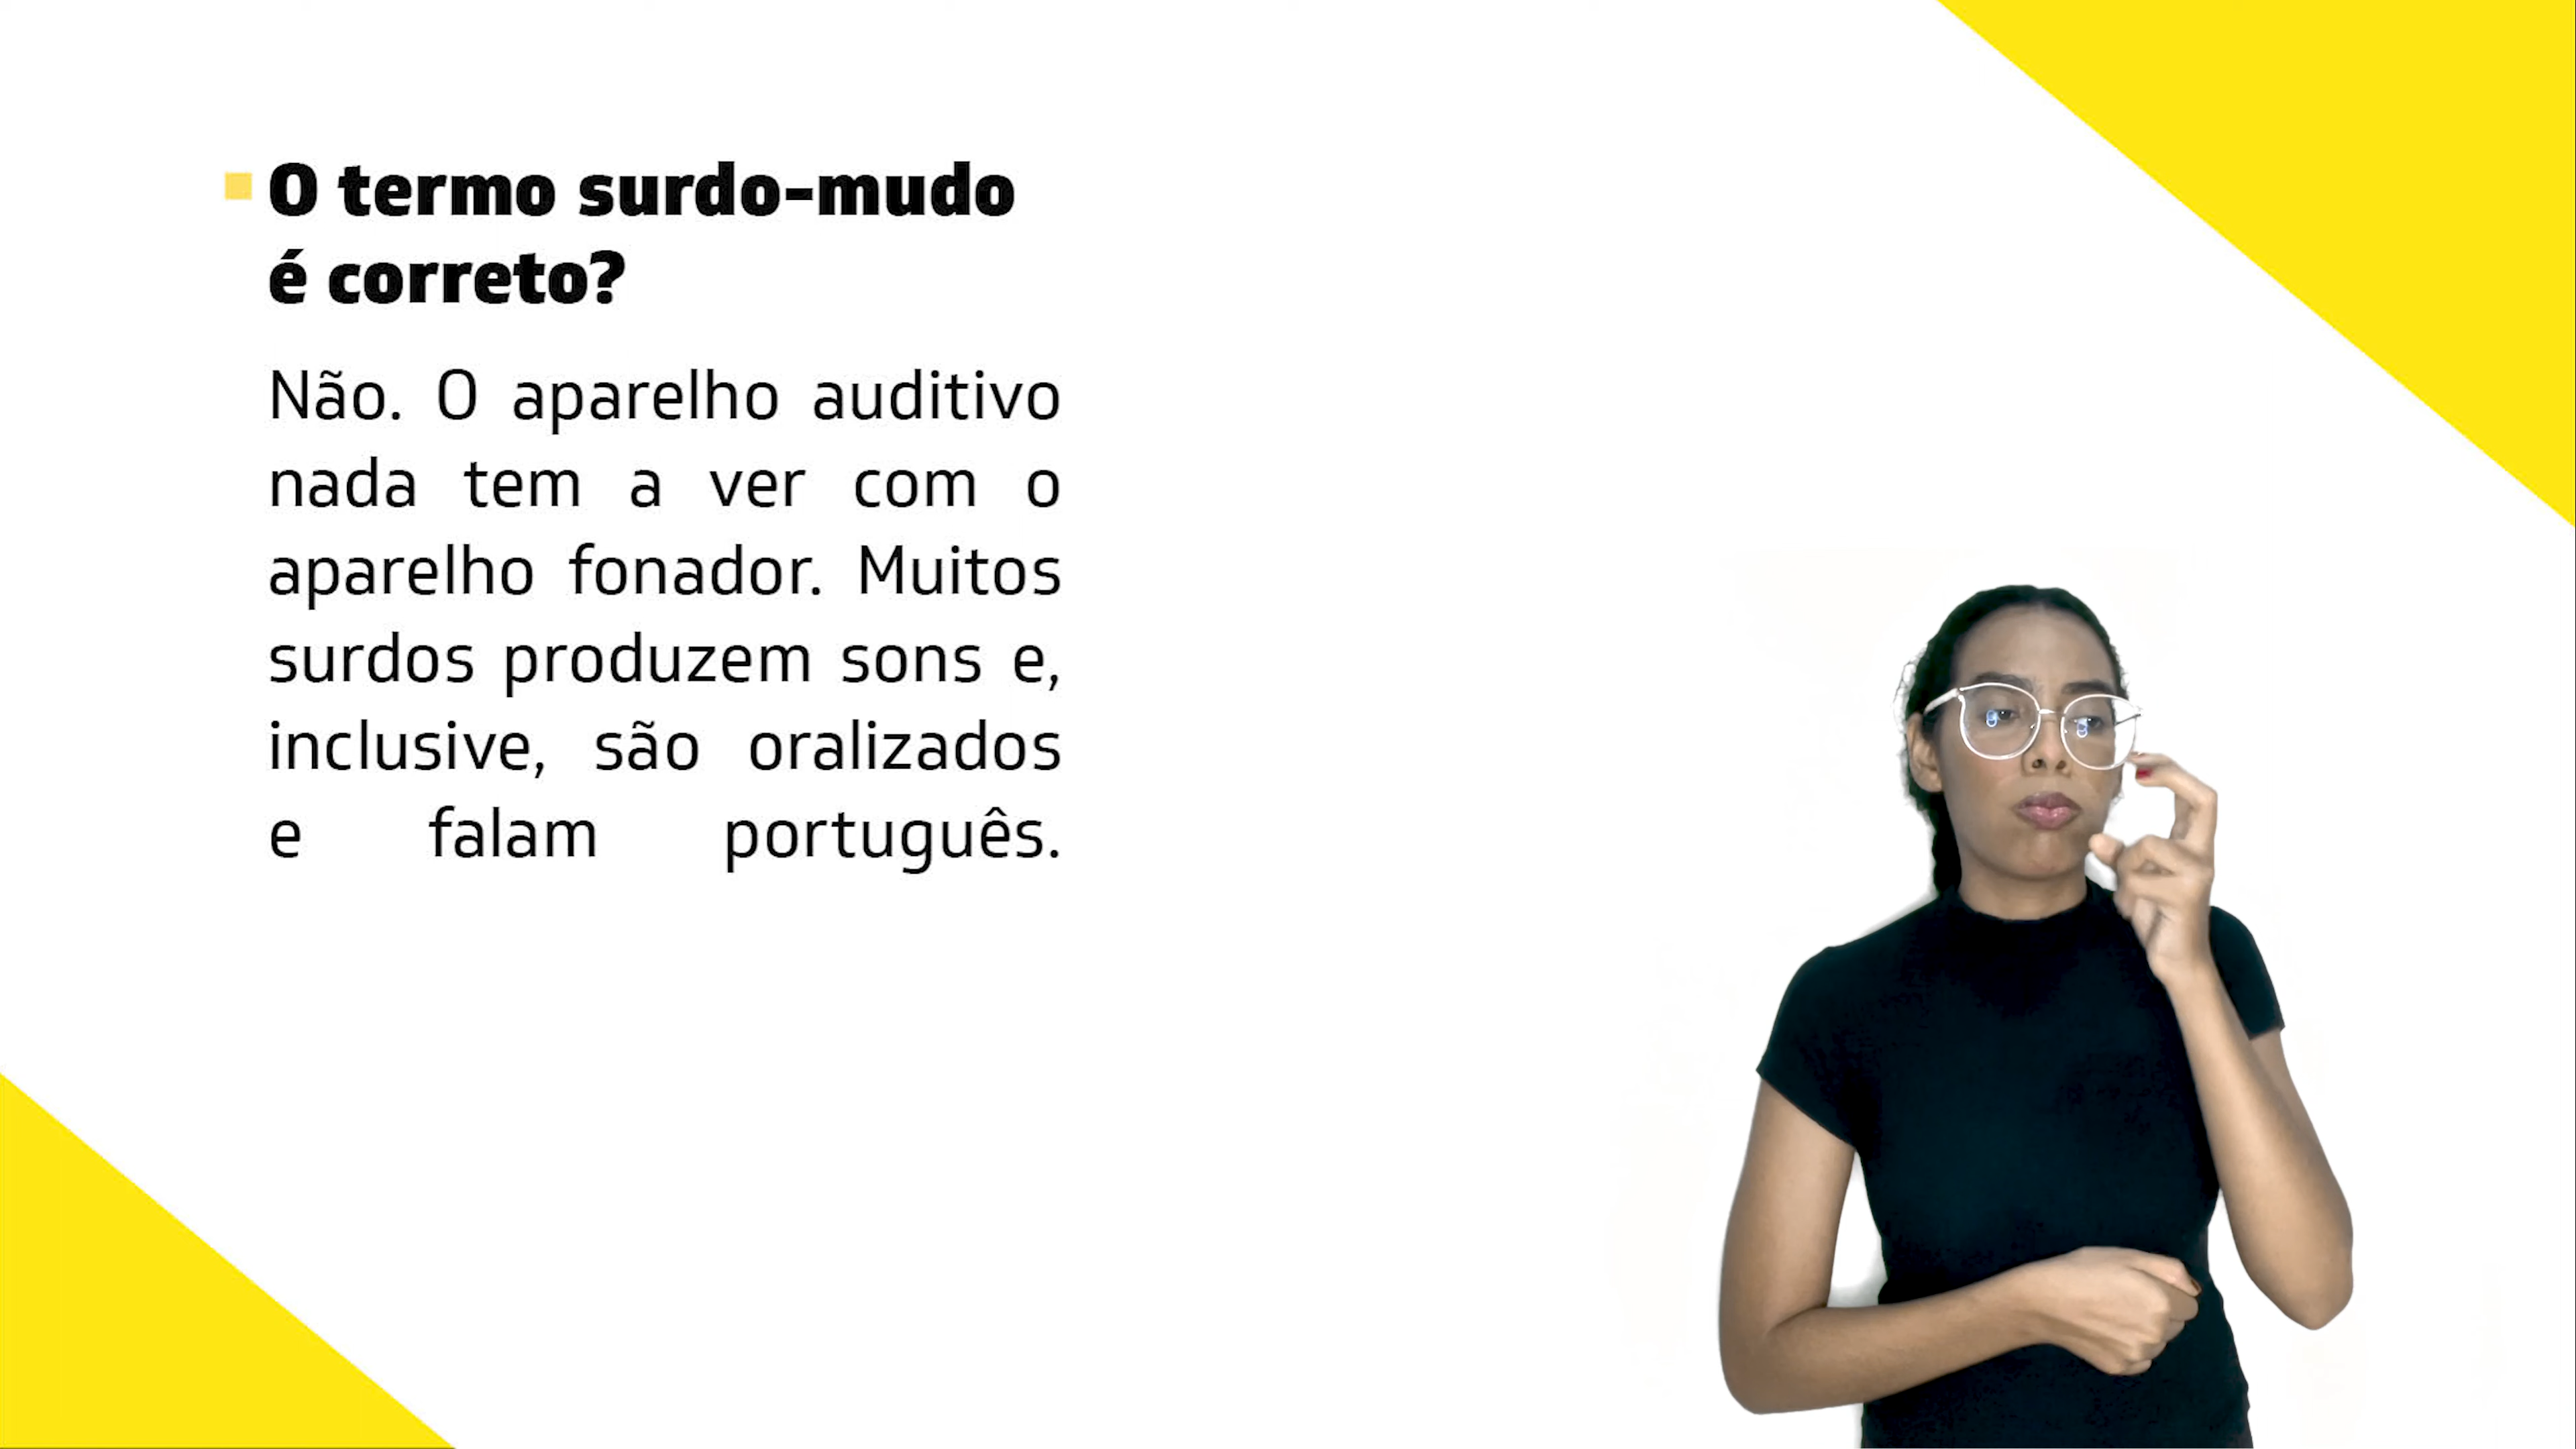 O termo surdo-mudo
é correto?
Não. O aparelho auditivo
nada tem a ver com o
aparelho fonador. Muitos
surdos produzem sons e,
inclusive, são oralizados
e falam português.